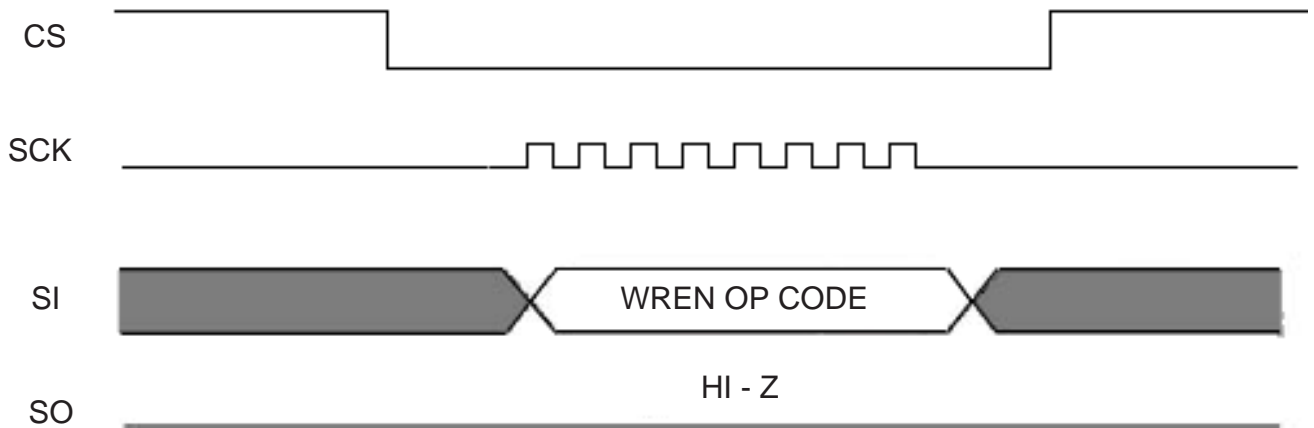 CS
SCK
SI
WREN OP CODE
HI - Z
SO